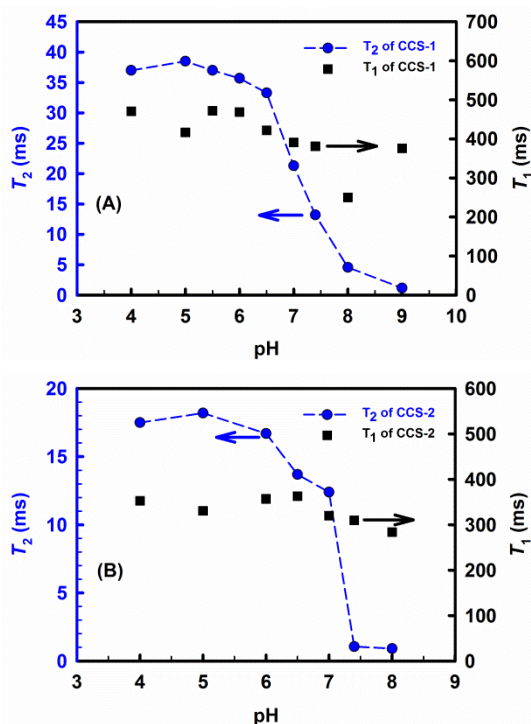 45
40
35
30
25
20
15
10
5
0
T2 (ms)
T2 of CCS-1
T1 of CCS-1
(A)
700
600
500
400
300
200
100
0
T1 (ms)
3 4 5 6 7 8 9 10
pH
20
15
10
5
0
T2 (ms)
T2 of CCS-2
T1 of CCS-2
(B)
600
500
400
300
200
100
0
T1 (ms)
3 4 5 6 7 8 9
pH